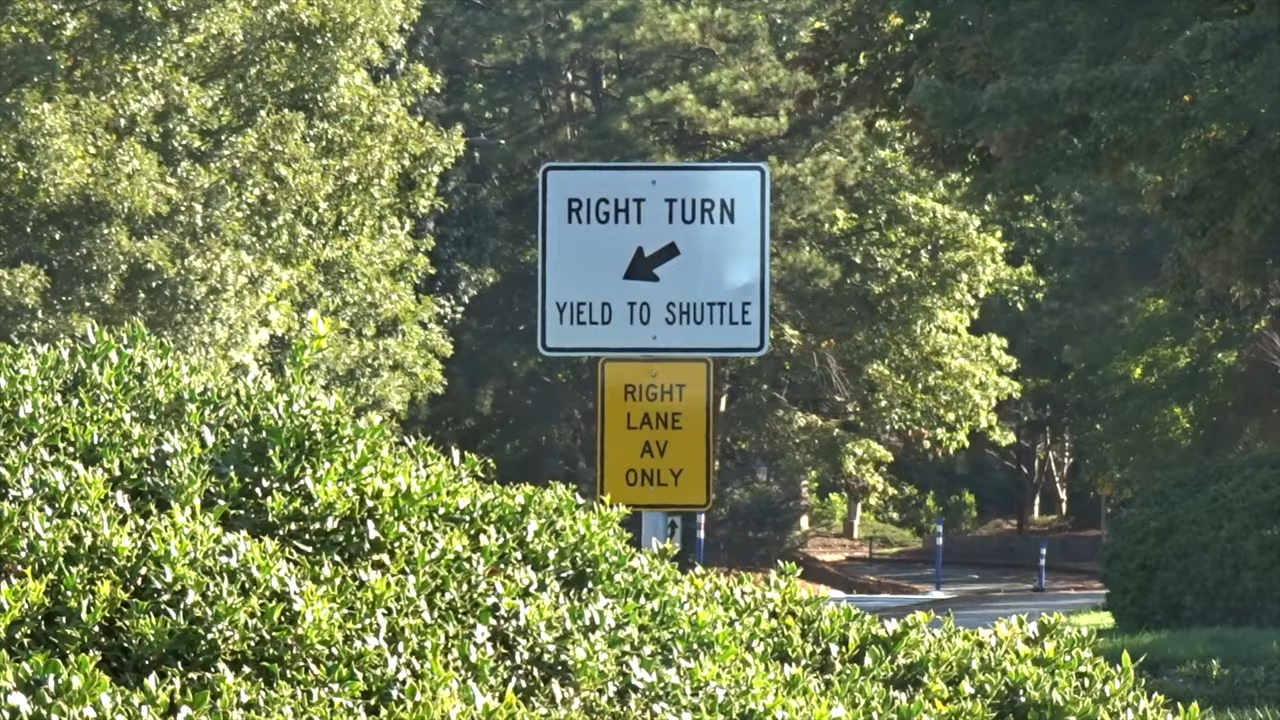 RIGHT TURN
YIELD TO SHUTTLE
RIGHT
LANE
AV
ONLY